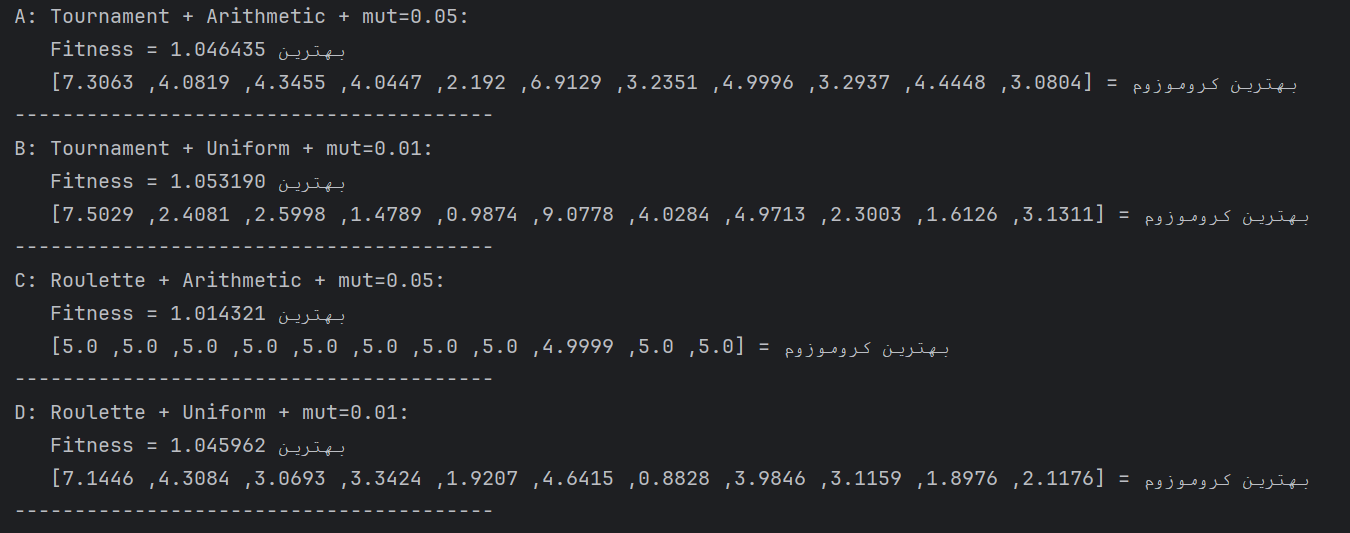 A: Tournament + Arithmetic + mut=0.05:
بهترین Fitness = 1.046435
بهترین کروموزوم = [3.0804, 4.4448, 3.2937, 4.9996, 3.2351, 6.9129, 2.192, 4.0447, 4.3455, 4.0819, 7.3063]
----------------------------------------
B: Tournament + Uniform + mut=0.01:
بهترین Fitness = 1.053190
بهترین کروموزوم = [3.1311, 1.6126, 2.3003, 4.9713, 4.0284, 9.0778, 0.9874, 1.4789, 2.5998, 2.4081, 7.5029]
----------------------------------------
C: Roulette + Arithmetic + mut=0.05:
بهترین Fitness = 1.014321
بهترین کروموزوم = [5.0, 5.0, 4.9999, 5.0, 5.0, 5.0, 5.0, 5.0, 5.0, 5.0, 5.0]
----------------------------------------
D: Roulette + Uniform + mut=0.01:
بهترین Fitness = 1.045962
بهترین کروموزوم = [2.1176, 1.8976, 3.1159, 3.9846, 0.8828, 4.6415, 1.9207, 3.3424, 3.0693, 4.3084, 7.1446]
----------------------------------------